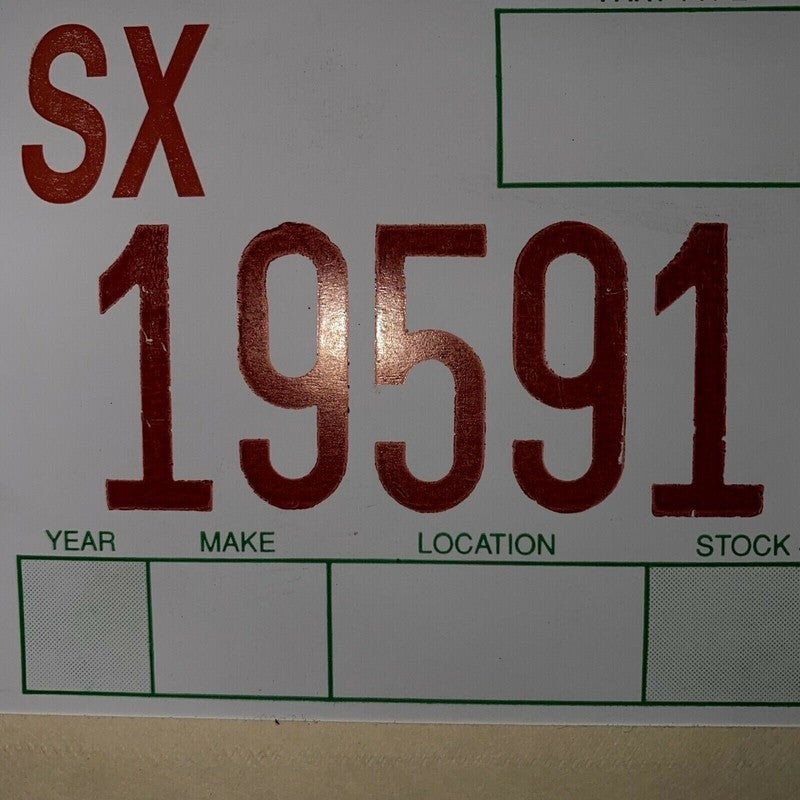 SX
19591
YEAR MAKE LOCATION STOCK